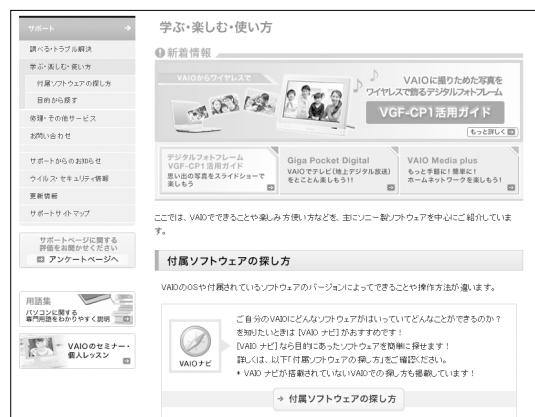 サポート
調べる・トラブル解決
学ぶ・楽しむ・使い方
付属ソフトウェアの探し方
目的から探す
修理・その他サービス
お問い合わせ
サポートからのお知らせ
ウイルス・セキュリティ情報
更新情報
サポートサイトマップ
サポートページに関する
評価をお聞かせください
アンケートページへ
用語集
パソコンに関する
専門用語をわかりやすく説明
VAIOのセミナー・
個人レッスン
学ぶ・楽しむ・使い方
新着情報
VAIOからワイヤレスで
VAIOに撮りためた写真を
ワイヤレスで飾るデジタルフォトフレーム
VGF-CP1活用ガイド
もっと詳しく
デジタルフォトフレーム
VGF-CP1活用ガイド
思い出の写真をスライドショーで
楽しもう
Giga Pocket Digital
VAIOでテレビ(地上デジタル放送)
をとことん楽しもう!!
VAIO Media plus
もっと手軽に!簡単に!
ホームネットワークを楽しもう!
ここでは、VAIOでできることや楽しみ方使い方などを、主にソニー製ソフトウェアを中心にご紹介していま
す。
付属ソフトウェアの探し方
VAIOのOSや付属されているソフトウェアのバージョンによってできることや操作方法が違います。
VAIOナビ
ご自分のVAIOにどんなソフトウェアがはいっていてどんなことができるのか?
を知りたいときは [VAIO ナビ]がおすすめです!
[VAIO ナビ]なら目的にあったソフトウェアを簡単に探せます!
詳しくは、以下「付属ソフトウェアの探し方」をご確認ください。
* VAIO ナビが搭載されていないVAIOでの探し方も掲載しています!
付属ソフトウェアの探し方